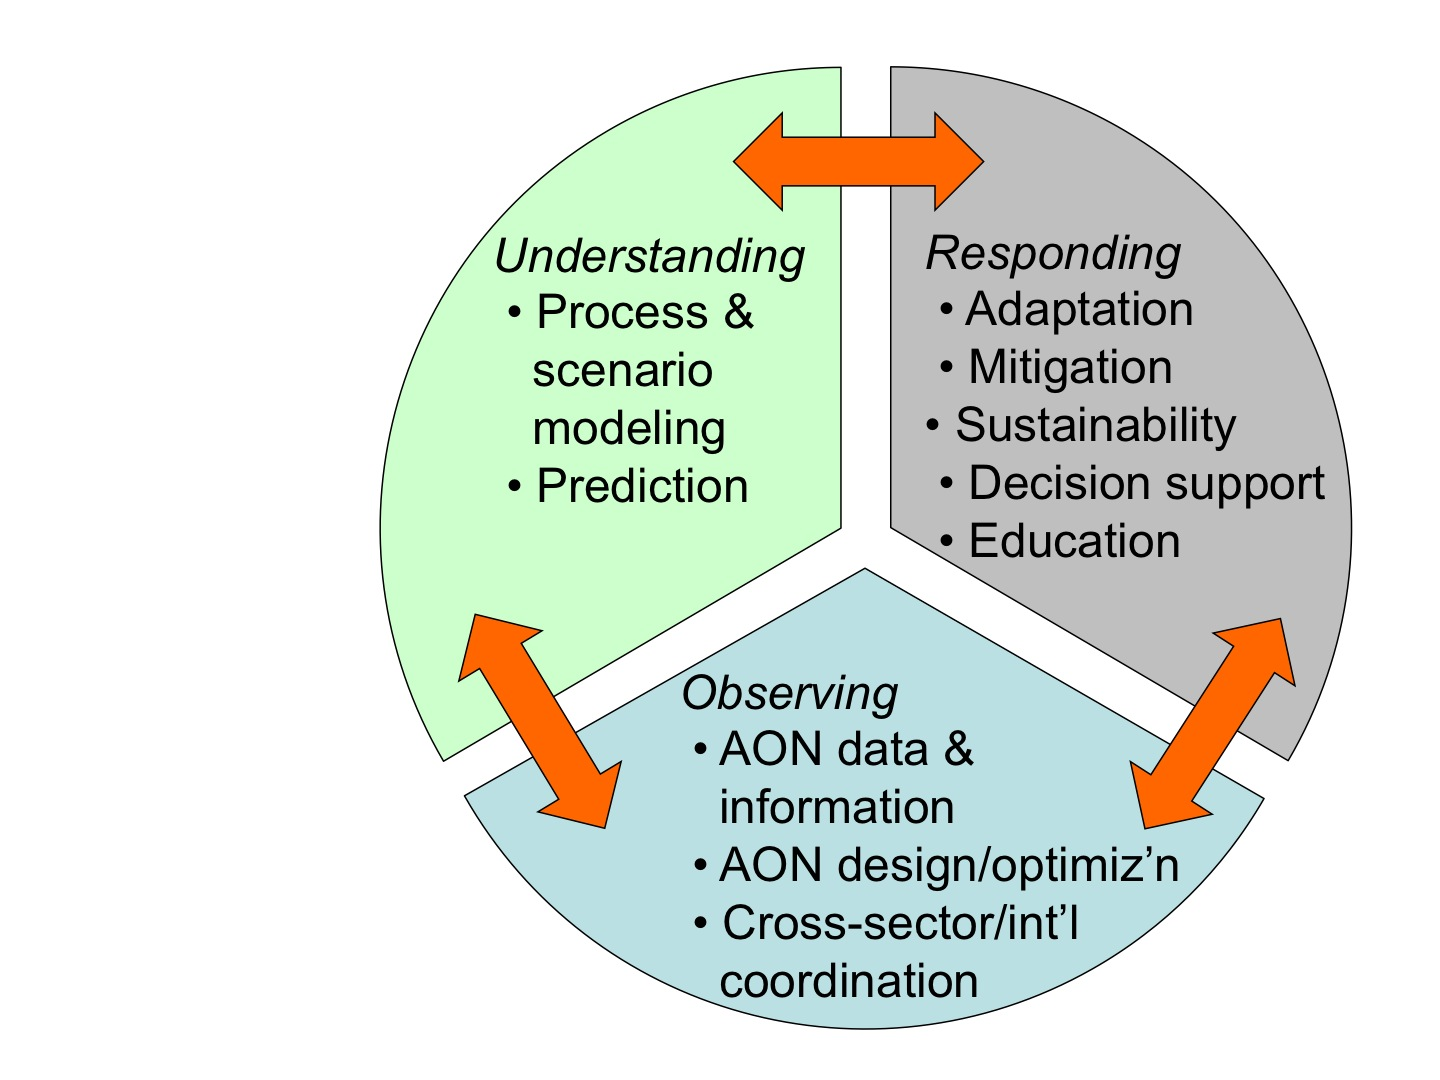 Understanding
• Process &
scenario
modeling
• Prediction
Responding
• Adaptation
• Mitigation
• Sustainability
• Decision support
• Education
Observing
• AON data &
information
• AON design/optimiz’n
• Cross-sector/int’l
coordination